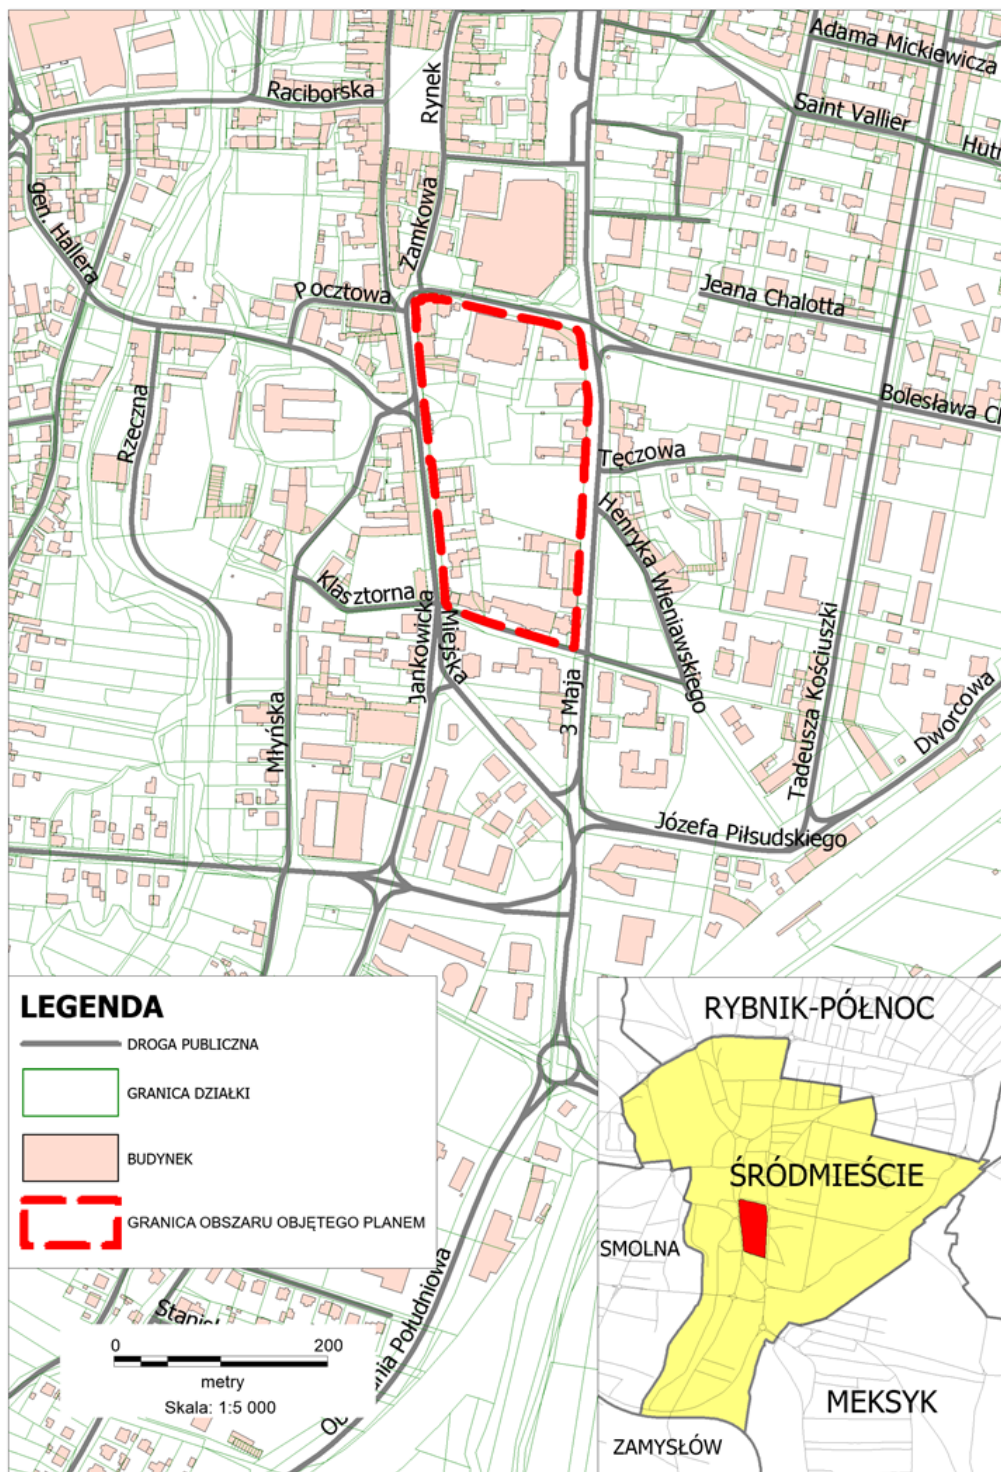 Adama Mickiewicza
Rynek
Raciborska
Saint Vallier
gen. Hallera
Zamkowa
Pocztowa
Jeana Chalotta
Rzeczna
Bolesława
Tęczowa
Henryka Wieniawskiego
Klasztorna
Jankowicka
Miejska
3 Maja
Młyńska
Tadeusza Kościuszki
Dworcowa
Józefa Piłsudskiego
LEGENDA
DROGA PUBLICZNA
GRANICA DZIAŁKI
BUDYNEK
GRANICA OBSZARU OBJĘTEGO PLANEM
Południowa
0 200
metry
Skala: 1:5 000
RYBNIK-PÓŁNOC
ŚRÓDMIEŚCIE
SMOLNA
MEKSYK
ZAMYSŁÓW